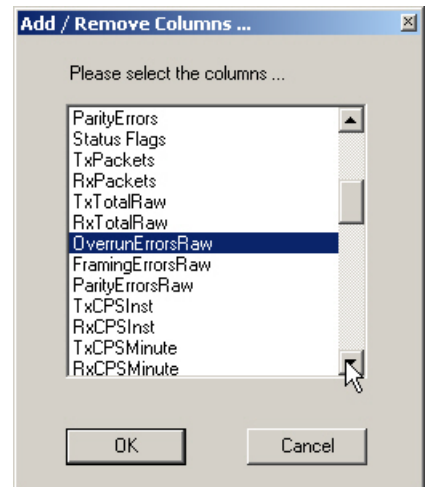 Add / Remove Columns ...
Please select the columns ...
ParityErrors
Status Flags
TxPackets
RxPackets
TxTotalRaw
RxTotalRaw
OverrunErrorsRaw
FramingErrorsRaw
ParityErrorsRaw
TxCPSInst
RxCPSInst
TxCPSMinute
RxCPSMinute
OK
Cancel